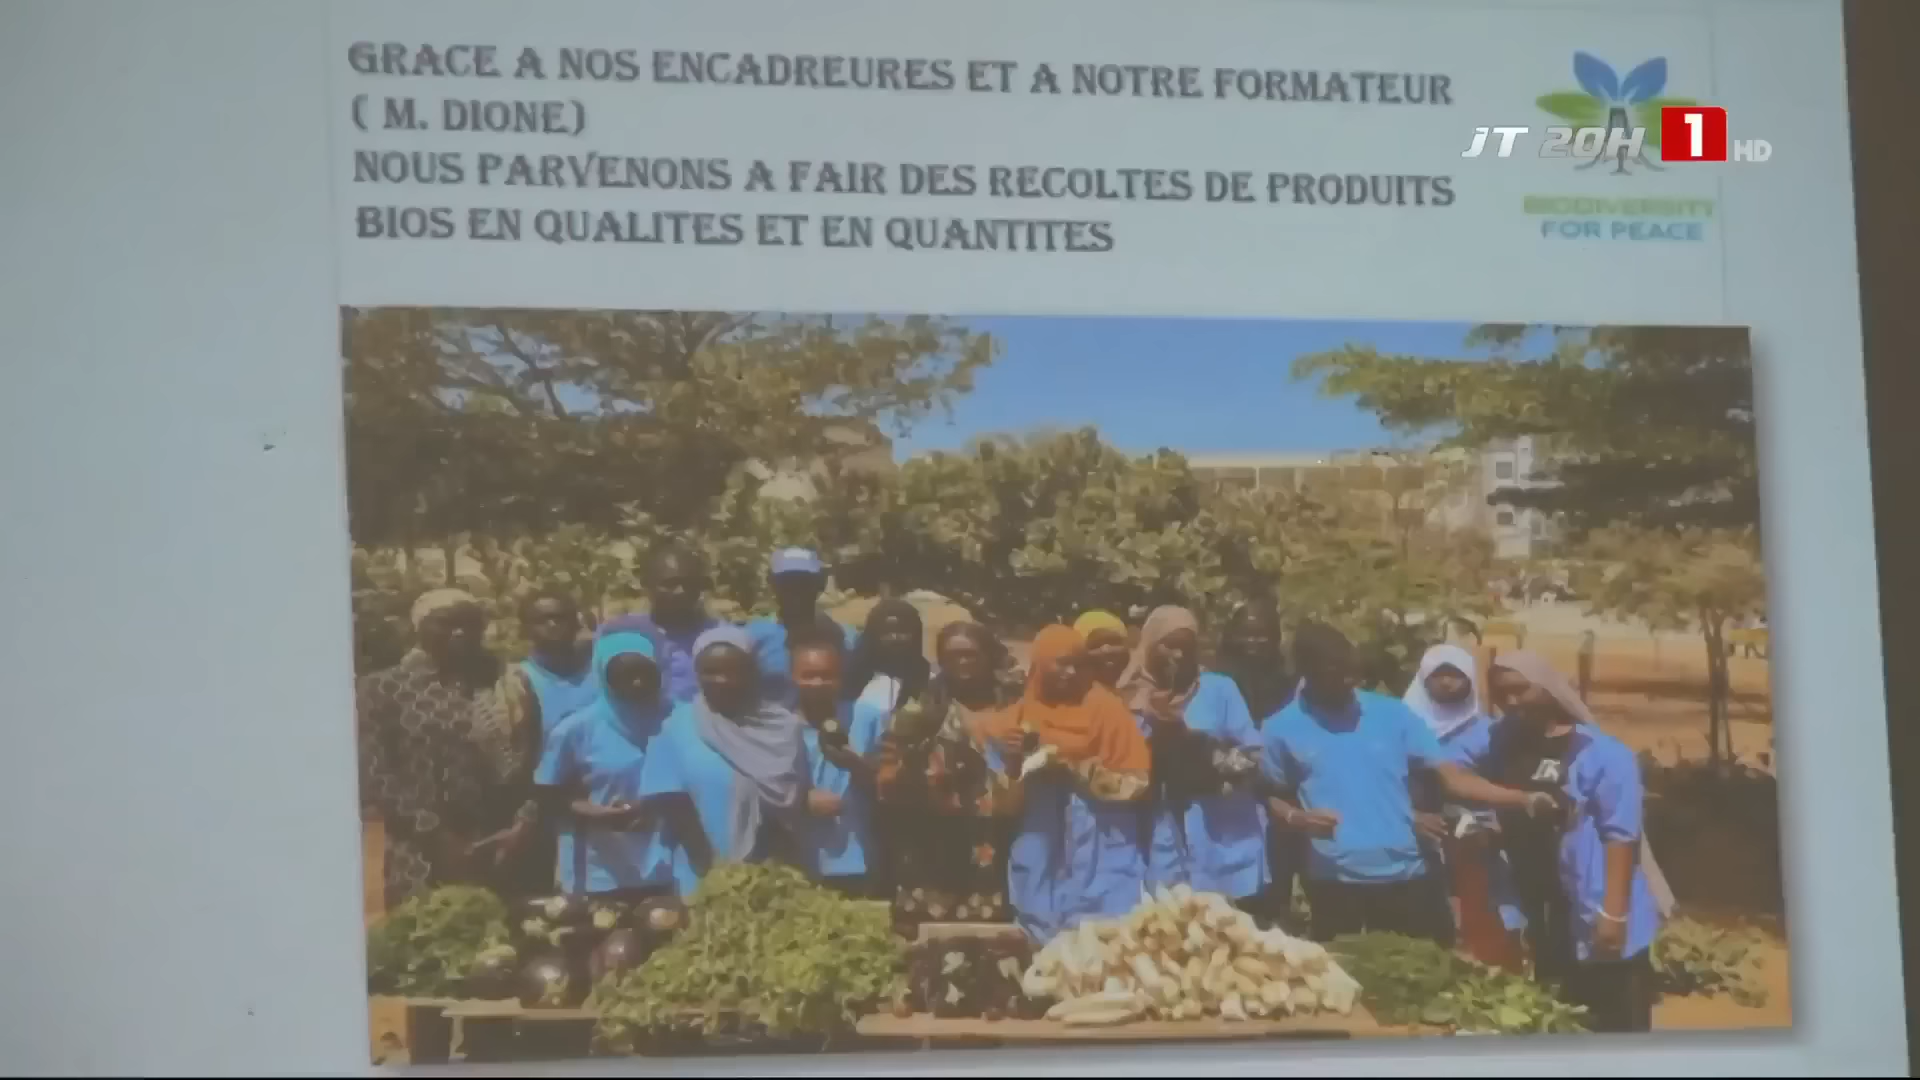 GRACE A NOS ENCADREURES ET A NOTRE FORMATEUR
( M. DIONE)
NOUS PARVENONS A FAIR DES RECOLTES DE PRODUITS
BIOS EN QUALITES ET EN QUANTITES
JT 20H 1 HD
BIODIVERSITY
FOR PEACE